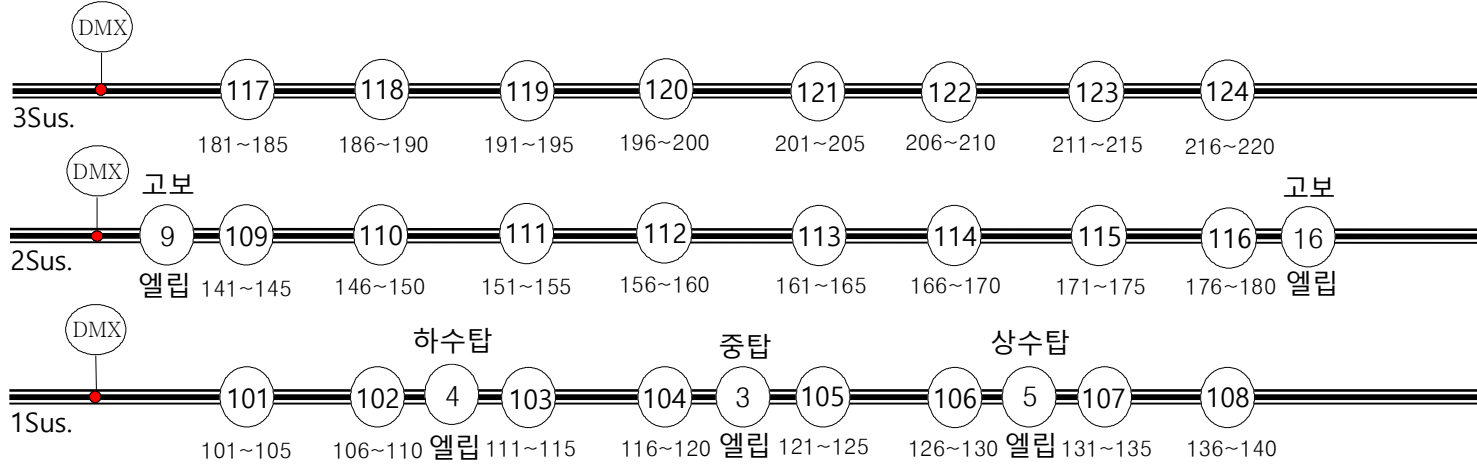 DMX
117 118 119 120 121 122 123 124
3Sus.
181~185 186~190 191~195 196~200 201~205 206~210 211~215 216~220
DMX
고보 고보
9 109 110 111 112 113 114 115 116 16
2Sus.
엘립 141~145 146~150 151~155 156~160 161~165 166~170 171~175 176~180 엘립
DMX
하수탑 중탑 상수탑
101 102 4 103 104 3 105 106 5 107 108
1Sus.
101~105 106~110 엘립 111~115 116~120 엘립 121~125 126~130 엘립 131~135 136~140